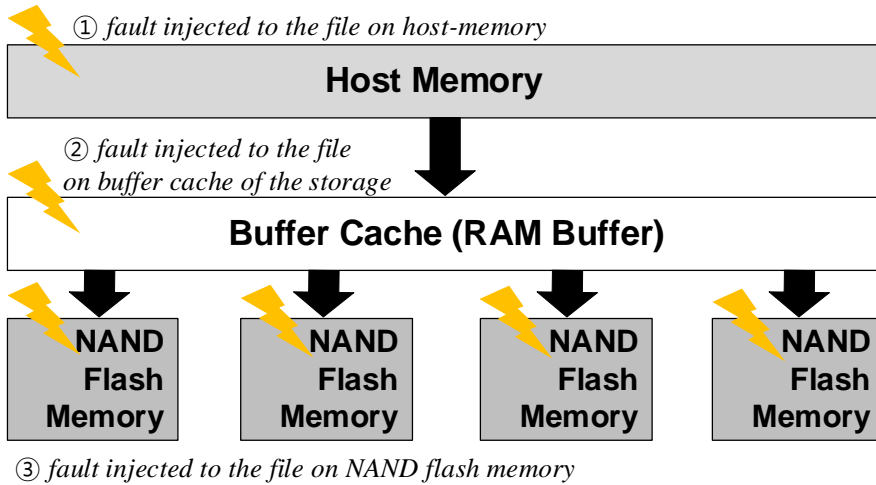 ① fault injected to the file on host-memory
Host Memory
② fault injected to the file
on buffer cache of the storage
Buffer Cache (RAM Buffer)
NAND
Flash
Memory
NAND
Flash
Memory
NAND
Flash
Memory
NAND
Flash
Memory
③ fault injected to the file on NAND flash memory